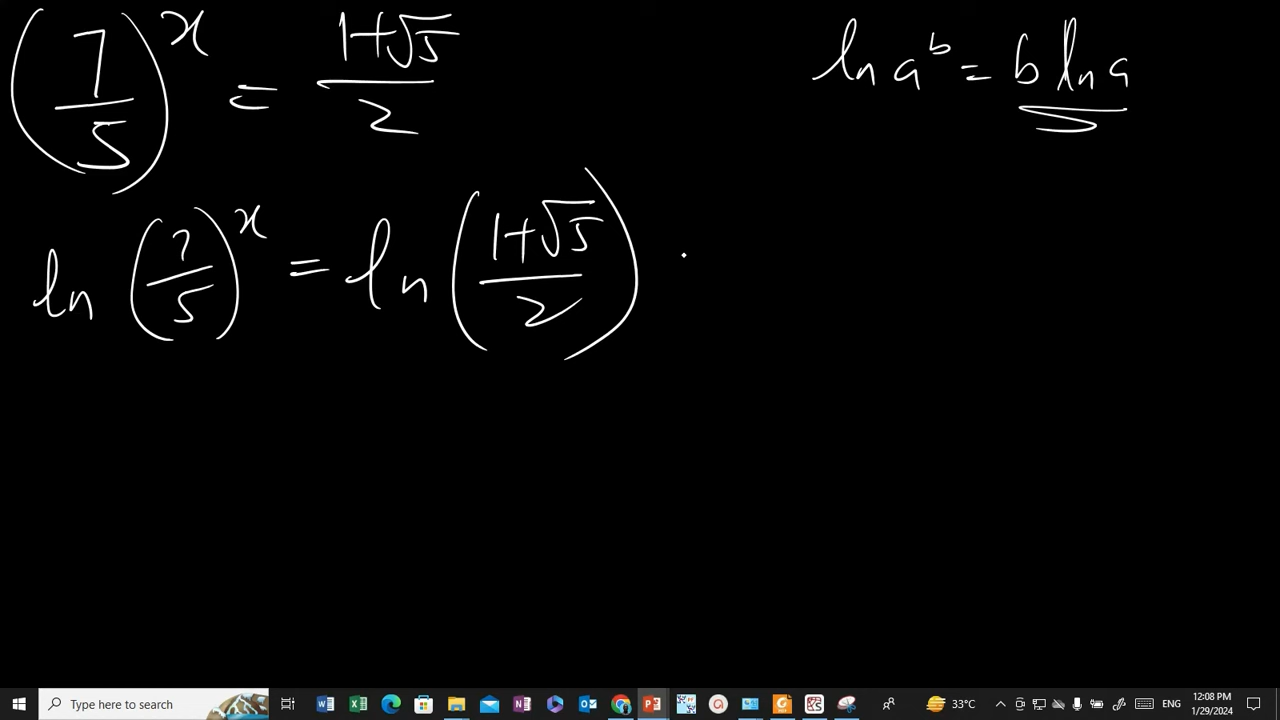 (7/5)^x = (1+√5)/2
ln a^b = b ln a
ln (7/5)^x = ln ((1+√5)/2)
Type here to search
33°C
ENG
12:08 PM
1/29/2024